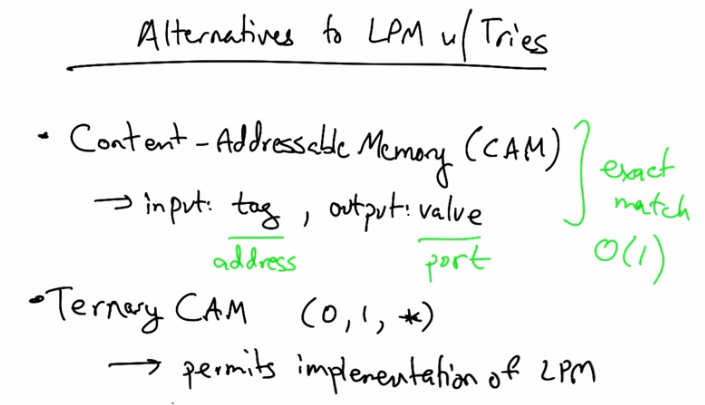 Alternatives to LPM w/ Tries
• Content-Addressable Memory (CAM)
→ input: tag, output: value
address port
exact
match
O(1)
• Ternary CAM (0, 1, *)
→ permits implementation of LPM